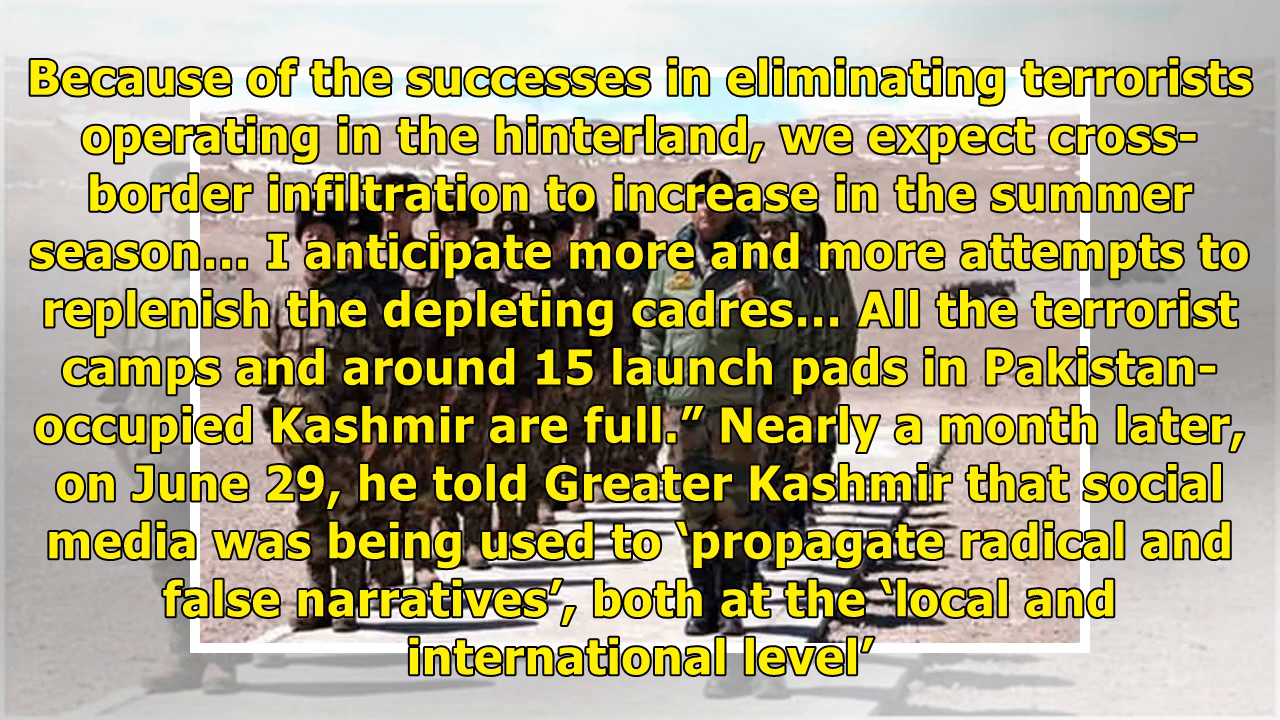 Because of the successes in eliminating terrorists
operating in the hinterland, we expect cross-
border infiltration to increase in the summer
season... I anticipate more and more attempts to
replenish the depleting cadres... All the terrorist
camps and around 15 launch pads in Pakistan-
occupied Kashmir are full.” Nearly a month later,
on June 29, he told Greater Kashmir that social
media was being used to ‘propagate radical and
false narratives’, both at the ‘local and
international level’